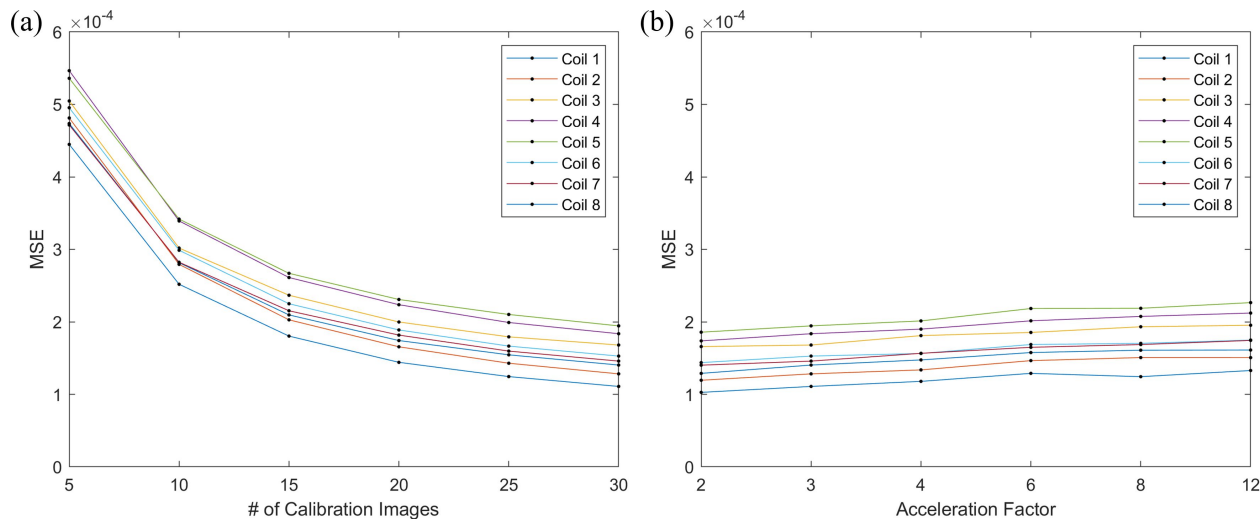 (a)
×10⁻⁴
6
5
4
3
2
1
0
MSE
5 10 15 20 25 30
# of Calibration Images
Coil 1
Coil 2
Coil 3
Coil 4
Coil 5
Coil 6
Coil 7
Coil 8
(b)
×10⁻⁴
6
5
4
3
2
1
0
MSE
2 3 4 6 8 12
Acceleration Factor
Coil 1
Coil 2
Coil 3
Coil 4
Coil 5
Coil 6
Coil 7
Coil 8